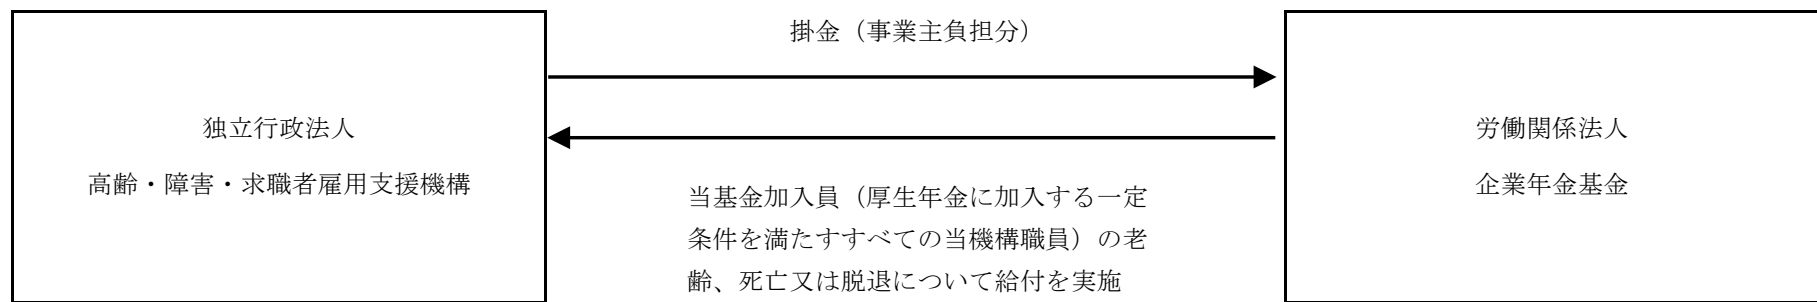 掛金（事業主負担分）
独立行政法人
高齢・障害・求職者雇用支援機構
労働関係法人
企業年金基金
当基金加入員（厚生年金に加入する一定
条件を満たすすべての当機構職員）の老
齢、死亡又は脱退について給付を実施